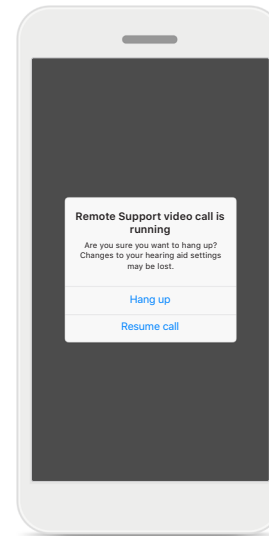 Remote Support video call is
running
Are you sure you want to hang up?
Changes to your hearing aid settings
may be lost.
Hang up
Resume call